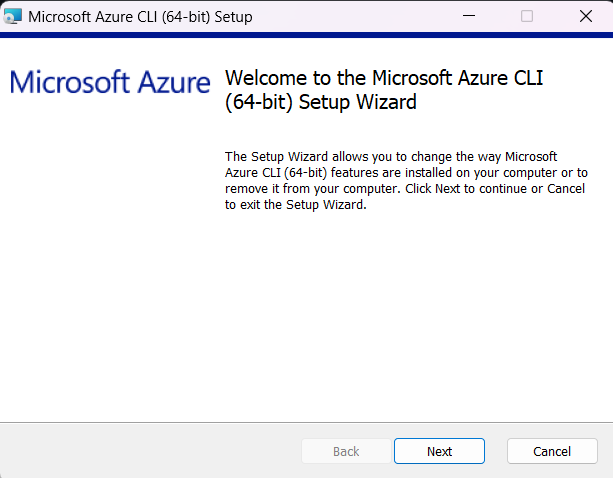 Microsoft Azure CLI (64-bit) Setup
Microsoft Azure
Welcome to the Microsoft Azure CLI
(64-bit) Setup Wizard
The Setup Wizard allows you to change the way Microsoft
Azure CLI (64-bit) features are installed on your computer or to
remove it from your computer. Click Next to continue or Cancel
to exit the Setup Wizard.
Back
Next
Cancel